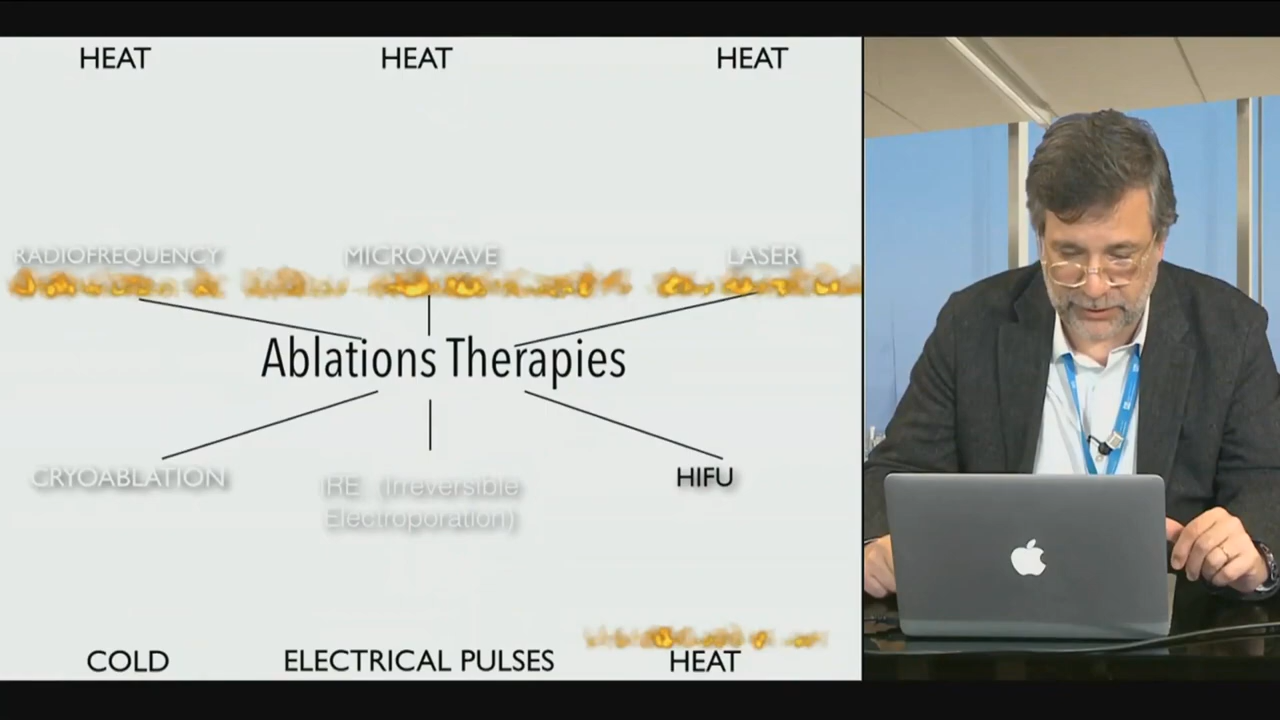 HEAT HEAT HEAT
RADIOFREQUENCY MICROWAVE LASER
Ablations Therapies
CRYOABLATION IRE (Irreversible HIFU
Electroporation)
COLD ELECTRICAL PULSES HEAT